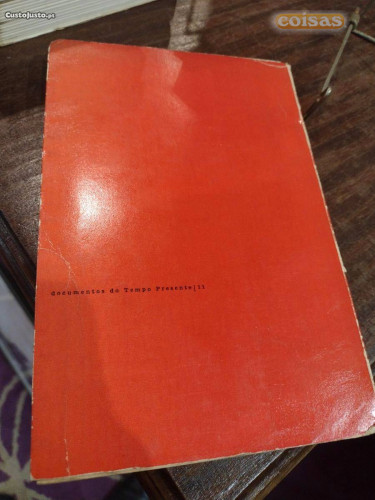 CustoJusto.pt
coisas
documentos do Tempo Presente|11